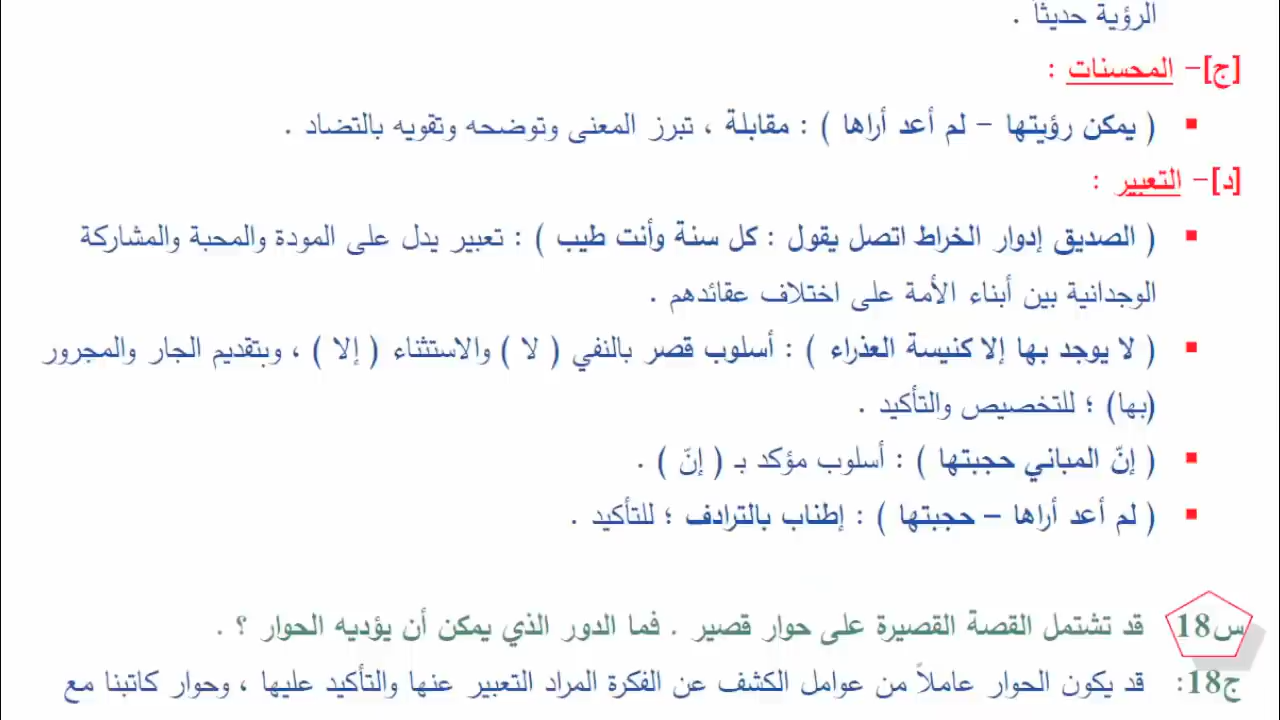 الرؤية حديثاً .
[ج]- المحسنات :
( يمكن رؤيتها - لم أعد أراها ) : مقابلة ، تبرز المعنى وتوضحه وتقويه بالتضاد .
[د]- التعبير :
( الصديق إدوار الخراط اتصل يقول : كل سنة وأنت طيب ) : تعبير يدل على المودة والمحبة والمشاركة
الوجدانية بين أبناء الأمة على اختلاف عقائدهم .
( لا يوجد بها إلا كنيسة العذراء ) : أسلوب قصر بالنفي ( لا ) والاستثناء ( إلا ) ، وبتقديم الجار والمجرور
(بها) ؛ للتخصيص والتأكيد .
( إنّ المباني حجبتها ) : أسلوب مؤكد بـ ( إنّ ) .
( لم أعد أراها – حجبتها ) : إطناب بالترادف ؛ للتأكيد .
س18 قد تشتمل القصة القصيرة على حوار قصير . فما الدور الذي يمكن أن يؤديه الحوار ؟ .
ج18: قد يكون الحوار عاملاً من عوامل الكشف عن الفكرة المراد التعبير عنها والتأكيد عليها ، وحوار كاتبنا مع